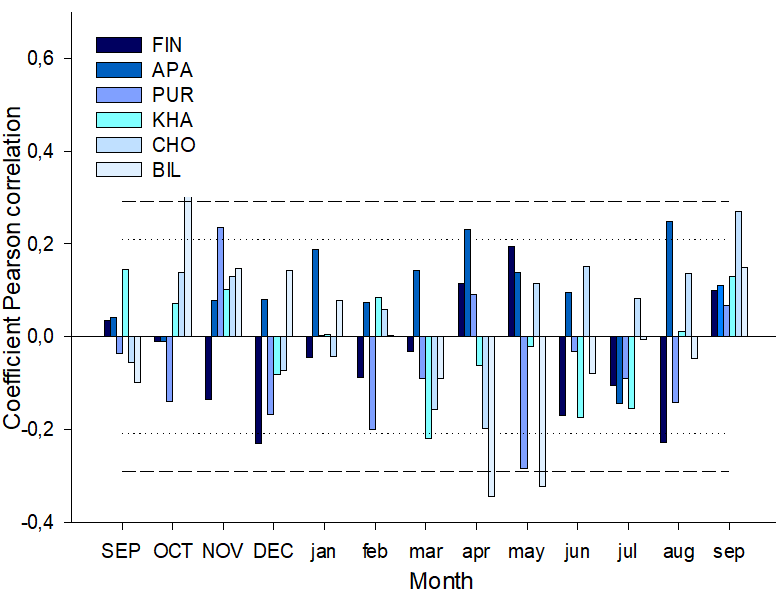 Coefficient Pearson correlation
0,6
0,4
0,2
0,0
-0,2
-0,4
FIN
APA
PUR
KHA
CHO
BIL
SEP OCT NOV DEC jan feb mar apr may jun jul aug sep
Month